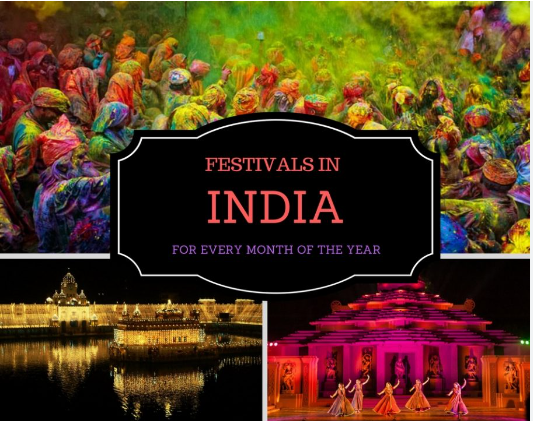 FESTIVALS IN
INDIA
FOR EVERY MONTH OF THE YEAR